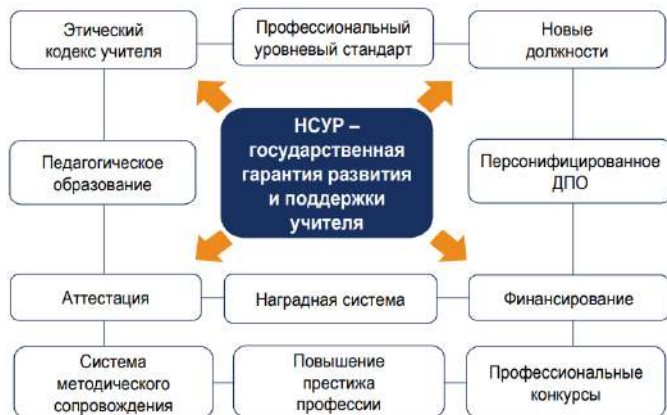 Этический
кодекс учителя
Профессиональный
уровневый стандарт
Новые
должности
НСУР –
государственная
гарантия развития
и поддержки
учителя
Педагогическое
образование
Персонифицированное
ДПО
Аттестация
Наградная система
Финансирование
Система
методического
сопровождения
Повышение
престижа
профессии
Профессиональные
конкурсы